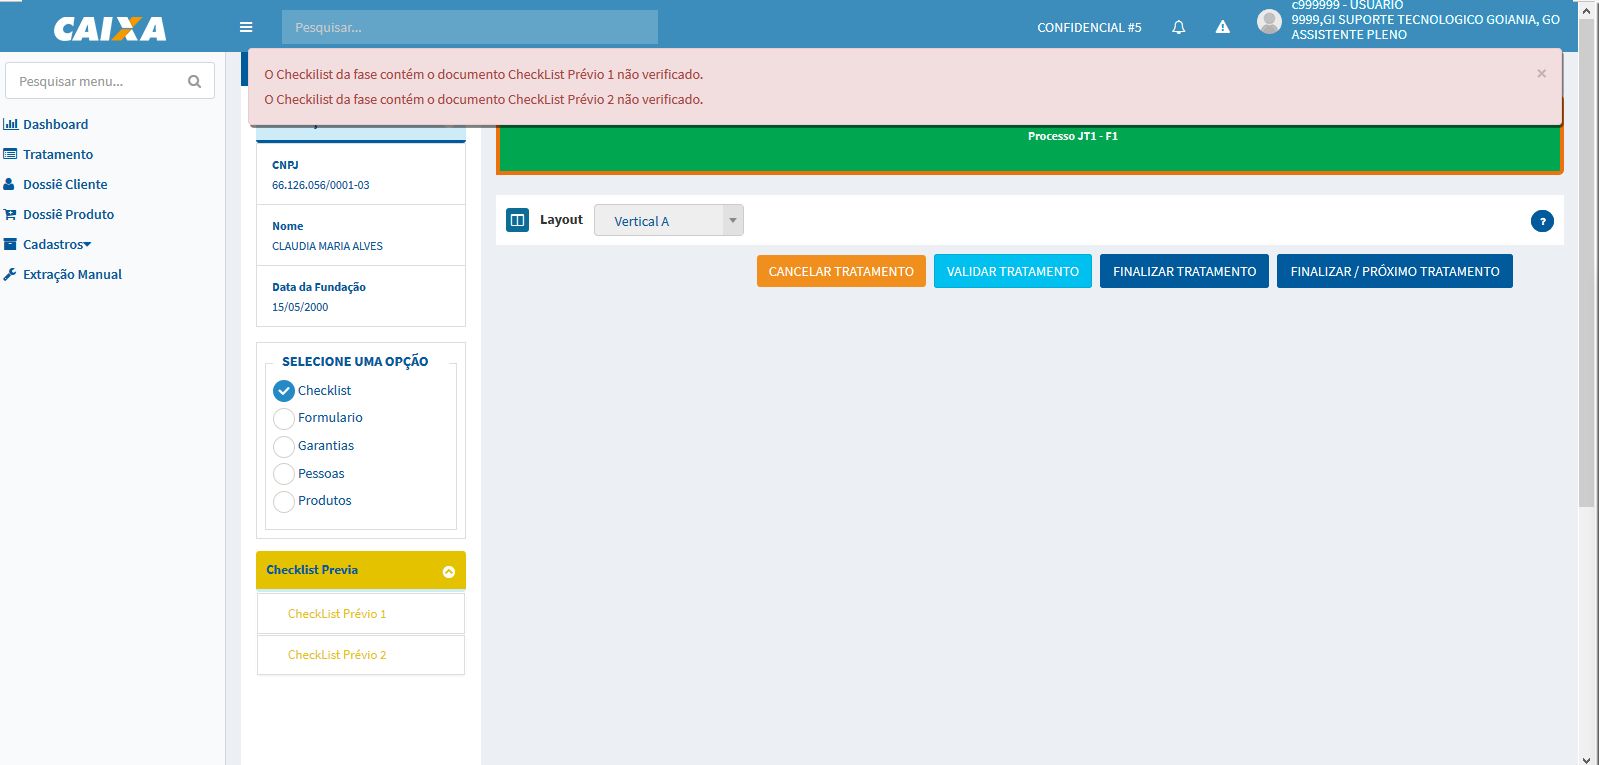 CAIXA
Pesquisar...
CONFIDENCIAL #5
c999999 - USUARIO
9999,GI SUPORTE TECNOLOGICO GOIANIA, GO
ASSISTENTE PLENO
Pesquisar menu...
Dashboard
Tratamento
Dossiê Cliente
Dossiê Produto
Cadastros
Extração Manual
O Checkilist da fase contém o documento CheckList Prévio 1 não verificado.
×
O Checkilist da fase contém o documento CheckList Prévio 2 não verificado.
Processo JT1 - F1
CNPJ
66.126.056/0001-03
Nome
CLAUDIA MARIA ALVES
Data da Fundação
15/05/2000
Layout
Vertical A
?
CANCELAR TRATAMENTO
VALIDAR TRATAMENTO
FINALIZAR TRATAMENTO
FINALIZAR / PRÓXIMO TRATAMENTO
SELECIONE UMA OPÇÃO
Checklist
Formulario
Garantias
Pessoas
Produtos
Checklist Previa
CheckList Prévio 1
CheckList Prévio 2